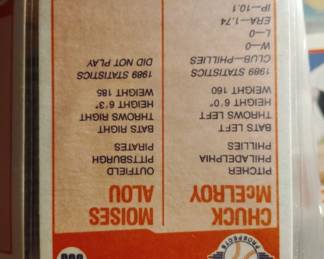 PROSPECTS
CHUCK
McELROY
PITCHER
PHILADELPHIA
PHILLIES
BATS LEFT
THROWS LEFT
HEIGHT 6'0"
WEIGHT 160
1989 STATISTICS
CLUB—PHILLIES
W—0
L—0
ERA—1.74
IP—10.1
MOISES
ALOU
OUTFIELD
PITTSBURGH
PIRATES
BATS RIGHT
THROWS RIGHT
HEIGHT 6'3"
WEIGHT 185
1989 STATISTICS
DID NOT PLAY